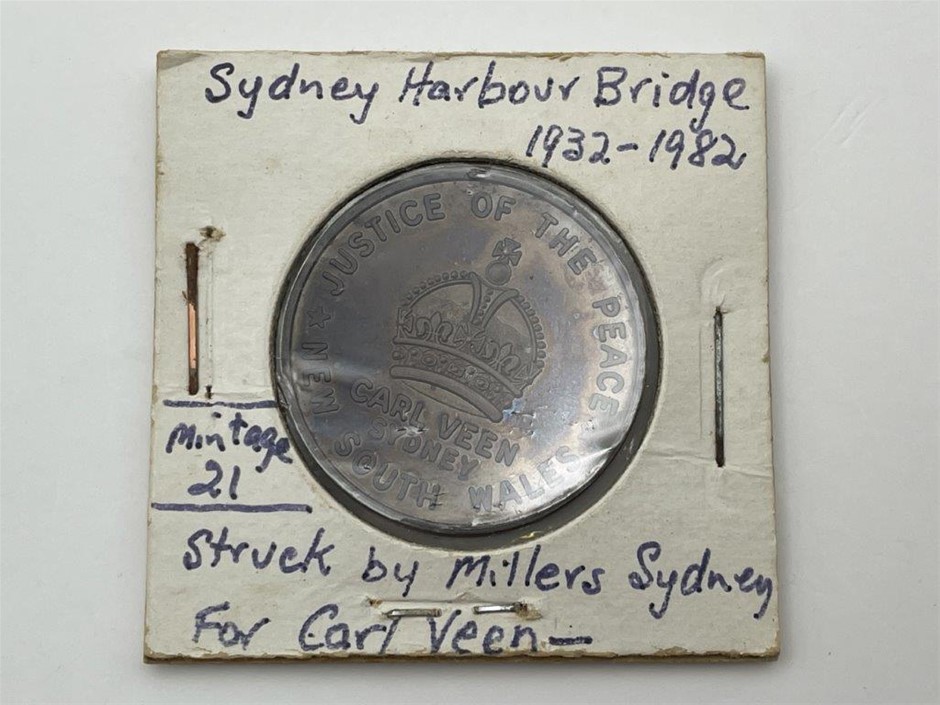 Sydney Harbour Bridge
1932-1982
JUSTICE OF THE PEACE
CARL VEEN
SYDNEY
NEW SOUTH WALES
Mintage
21
Struck by Millers Sydney
For Carl Veen-